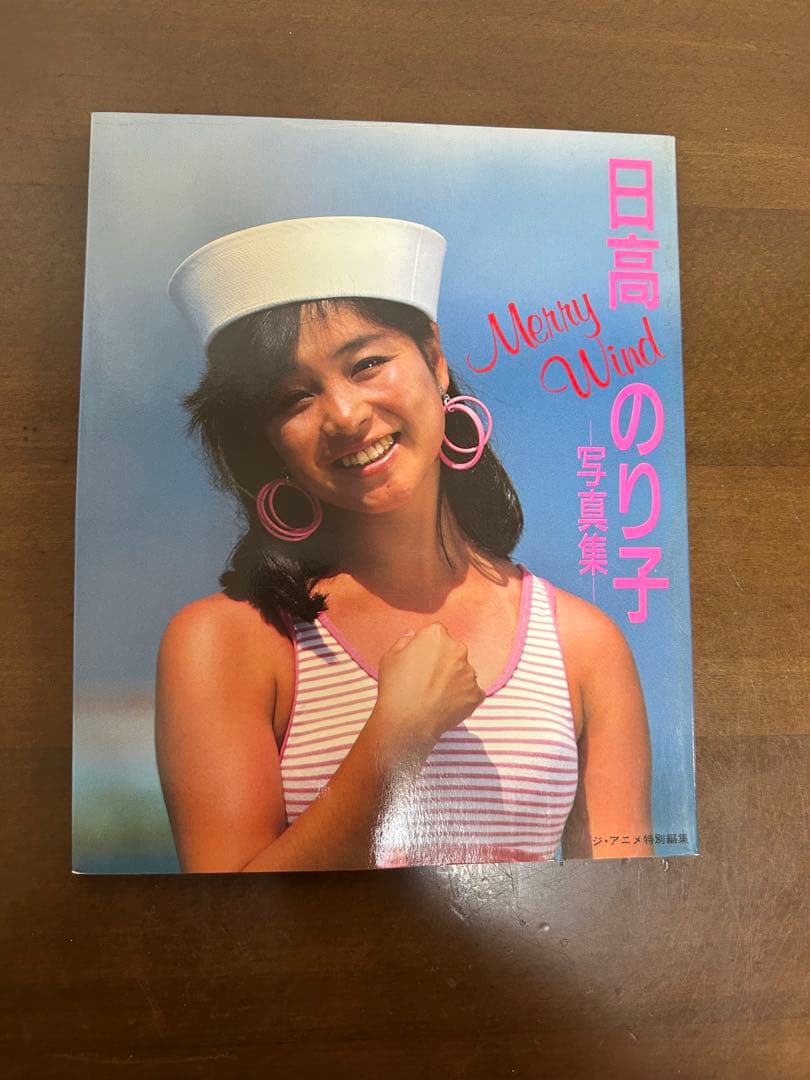 日高のり子
Merry
Wind
―写真集―
ジ・アニメ特別編集